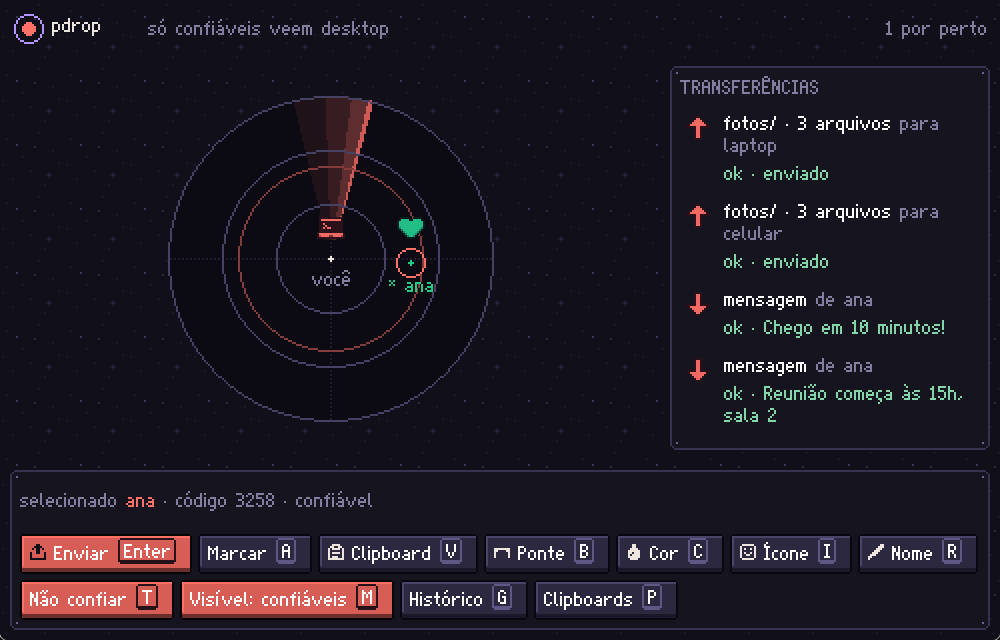 pdrop só confiáveis veem desktop 1 por perto
TRANSFERÊNCIAS
fotos/ · 3 arquivos para
laptop
ok · enviado
fotos/ · 3 arquivos para
celular
ok · enviado
mensagem de ana
ok · Chego em 10 minutos!
mensagem de ana
ok · Reunião começa às 15h,
sala 2
você
× ana
selecionado ana · código 3258 · confiável
Enviar Enter Marcar A Clipboard V Ponte B Cor C Ícone I Nome R
Não confiar T Visível: confiáveis M Histórico G Clipboards P